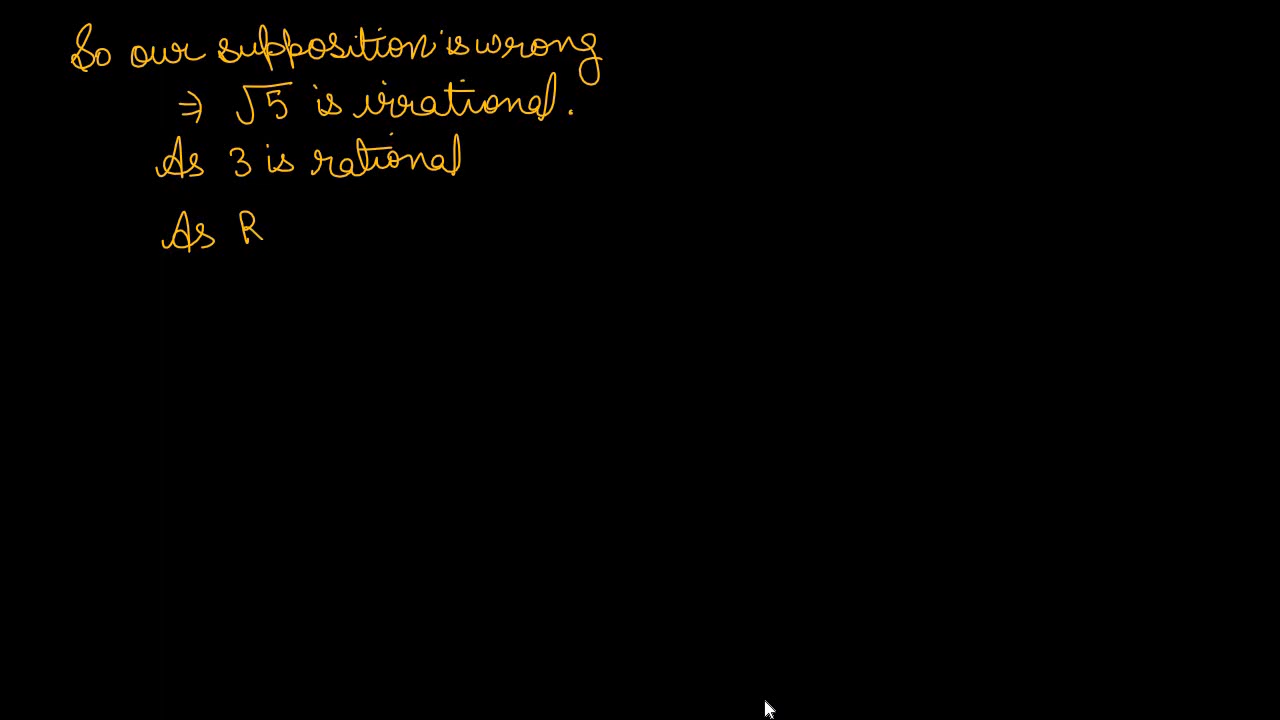 So our supposition is wrong
⇒ √5 is irrational.
As 3 is rational
As R